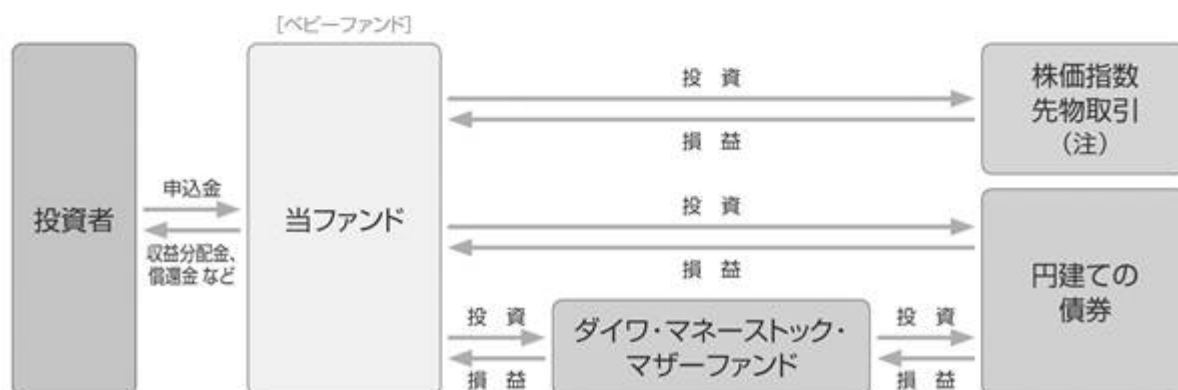 [ベビーファンド]
投資者
申込金
収益分配金、
償還金 など
当ファンド
投 資
損 益
株価指数
先物取引
（注）
投 資
損 益
円建ての
債券
投 資
損 益
ダイワ・マネーストック・
マザーファンド
投 資
損 益